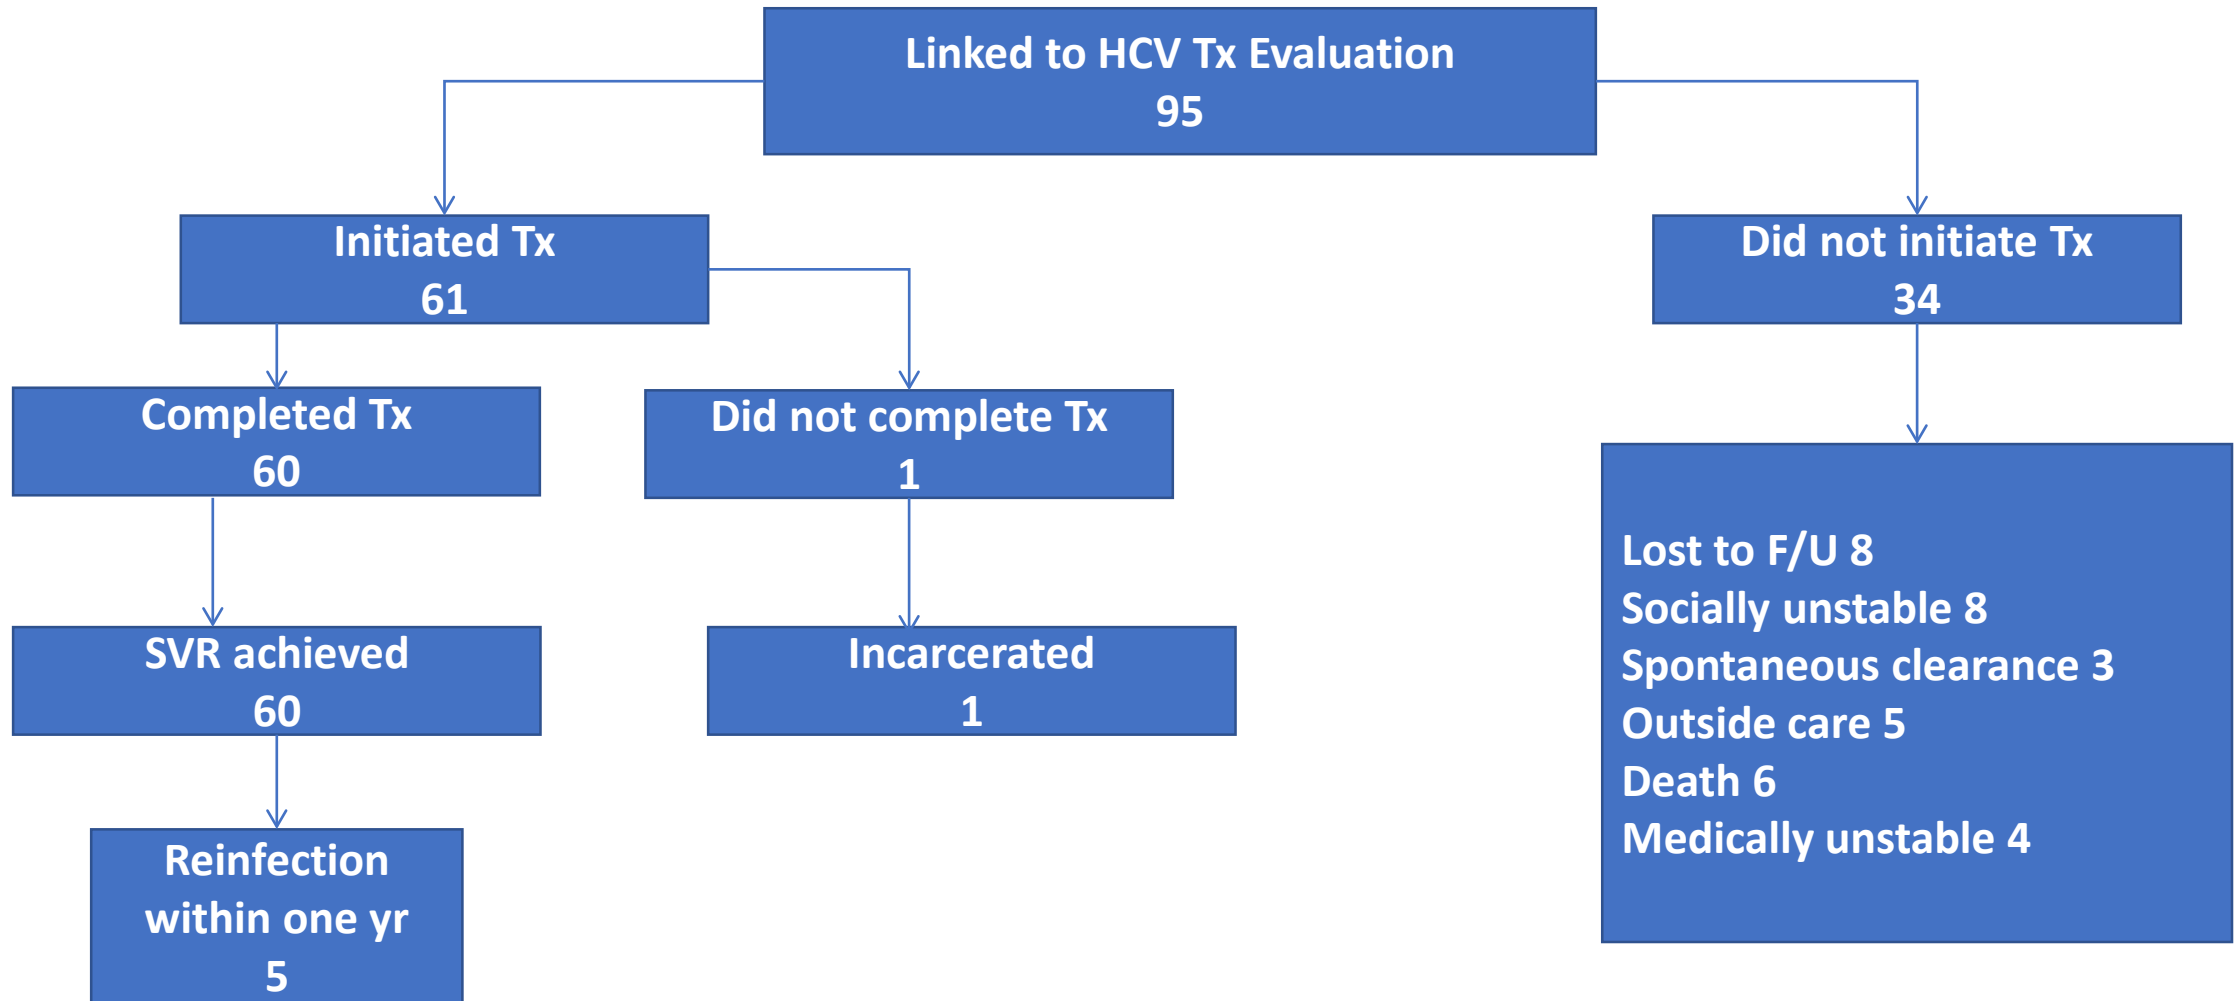 Linked to HCV Tx Evaluation
95
Initiated Tx
61
Did not initiate Tx
34
Completed Tx
60
Did not complete Tx
1
Lost to F/U 8
Socially unstable 8
Spontaneous clearance 3
Outside care 5
Death 6
Medically unstable 4
SVR achieved
60
Incarcerated
1
Reinfection
within one yr
5